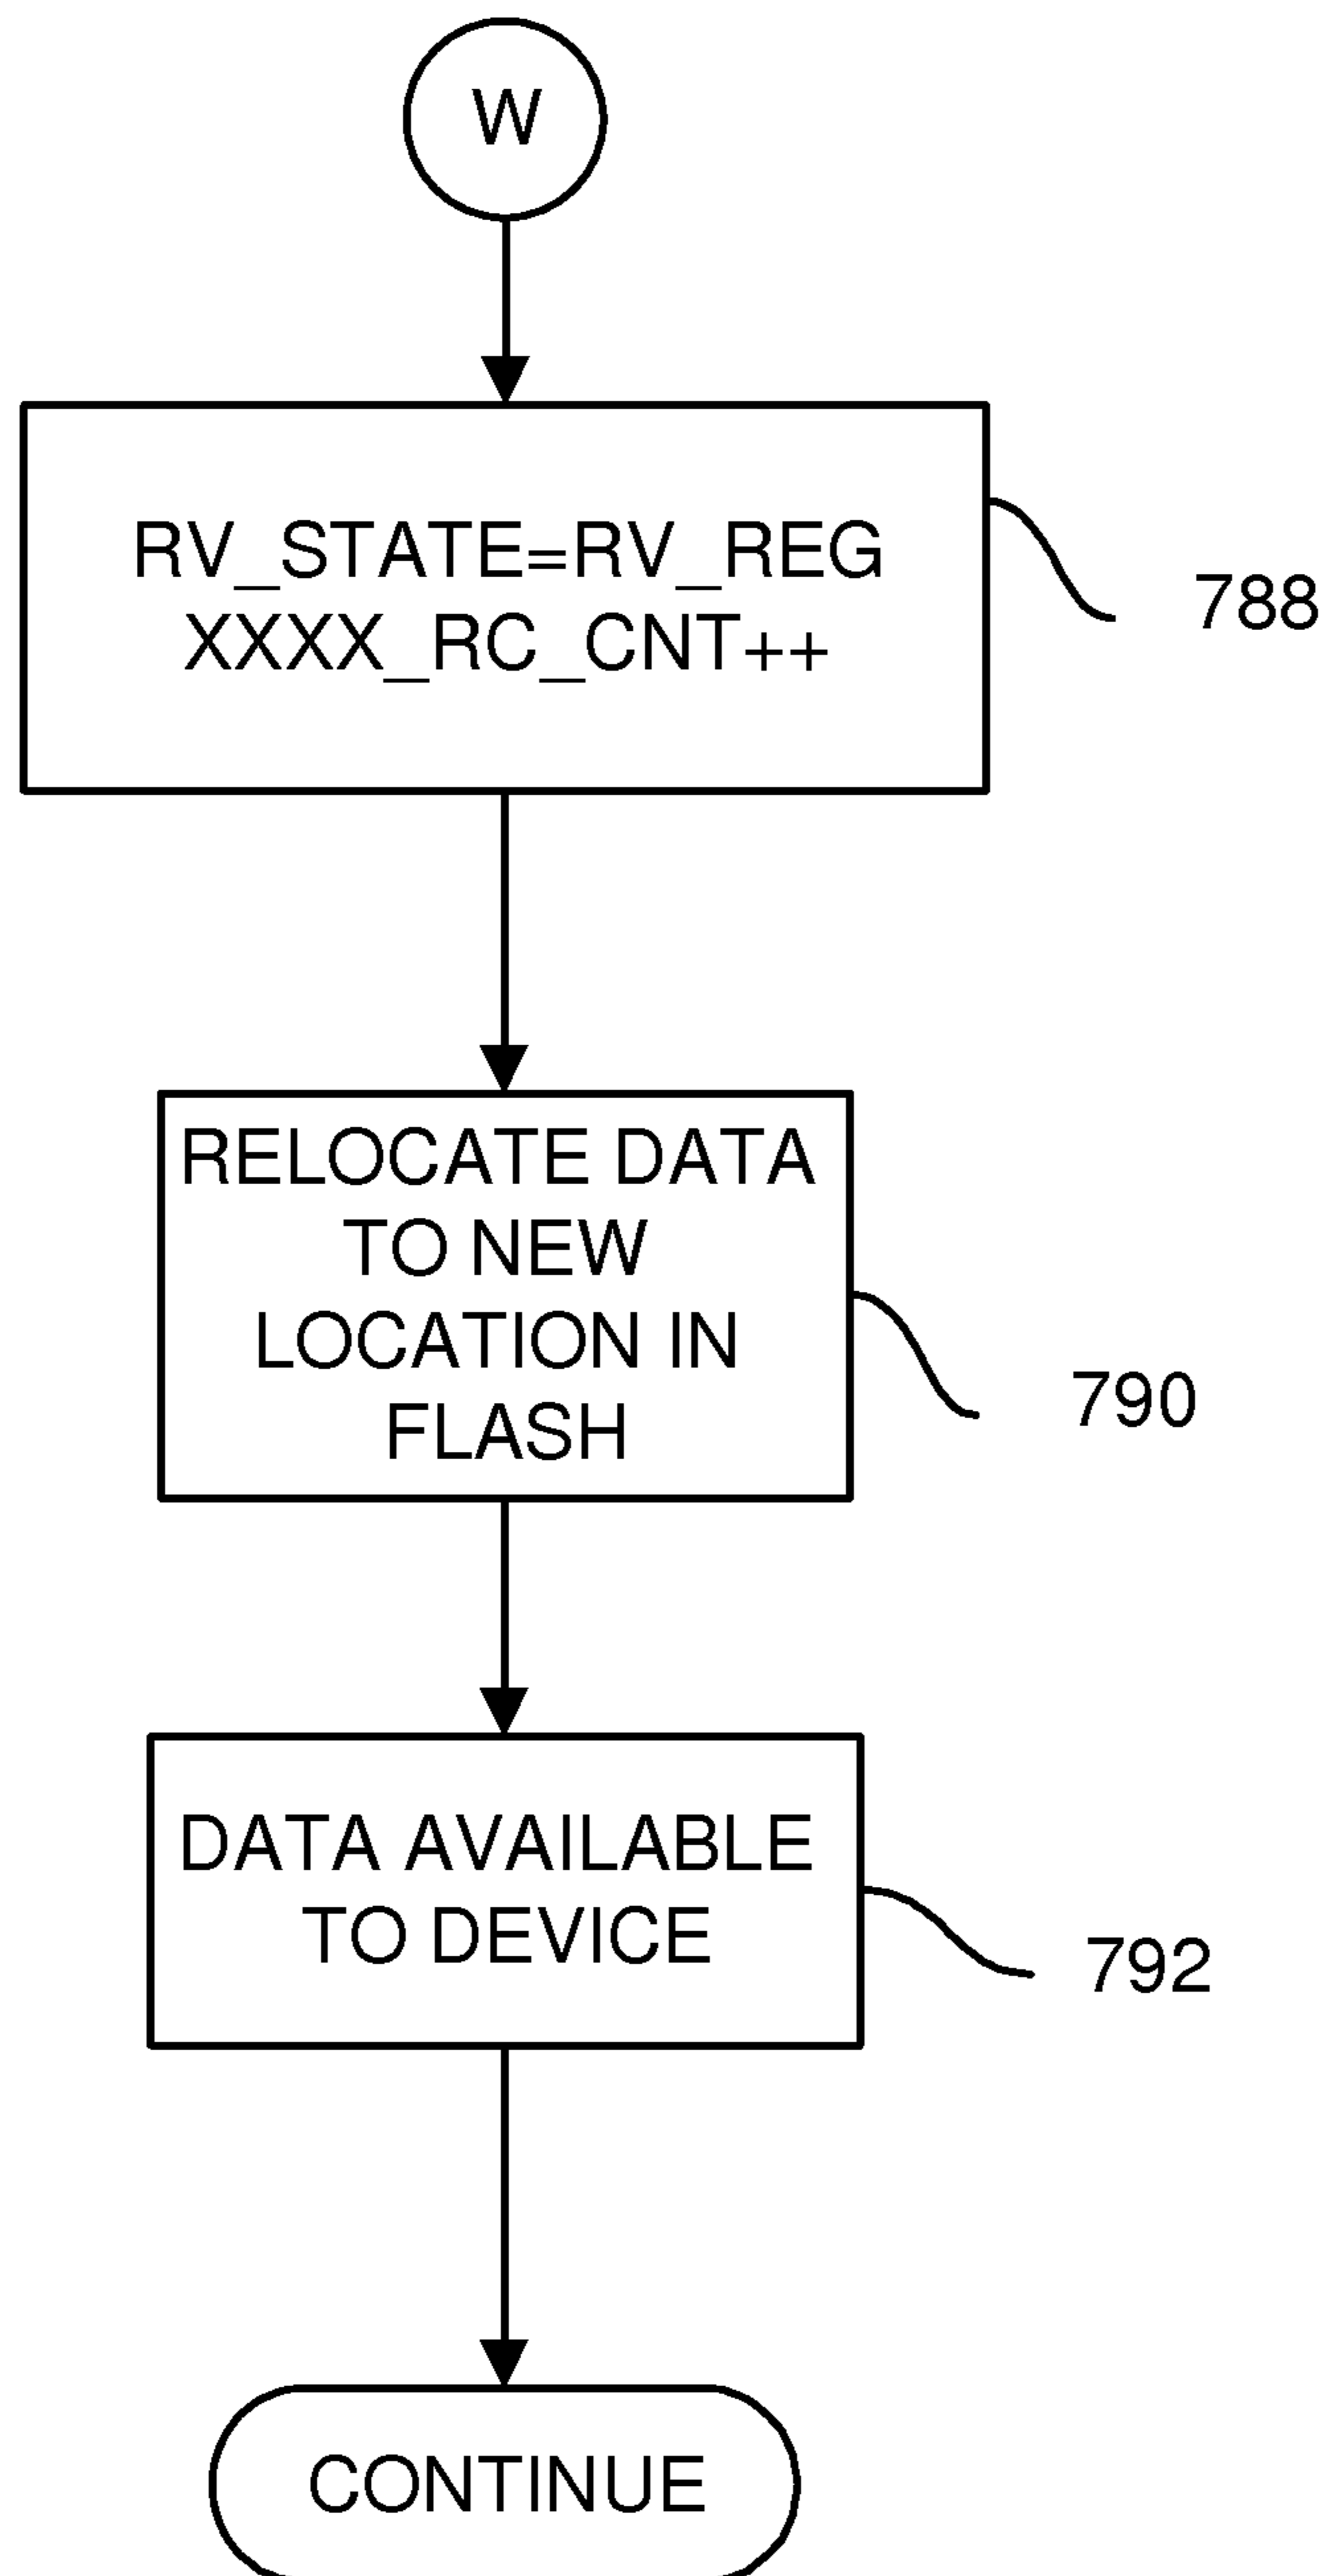 W
RV_STATE=RV_REG
XXXX_RC_CNT++
788
RELOCATE DATA
TO NEW
LOCATION IN
FLASH
790
DATA AVAILABLE
TO DEVICE
792
CONTINUE